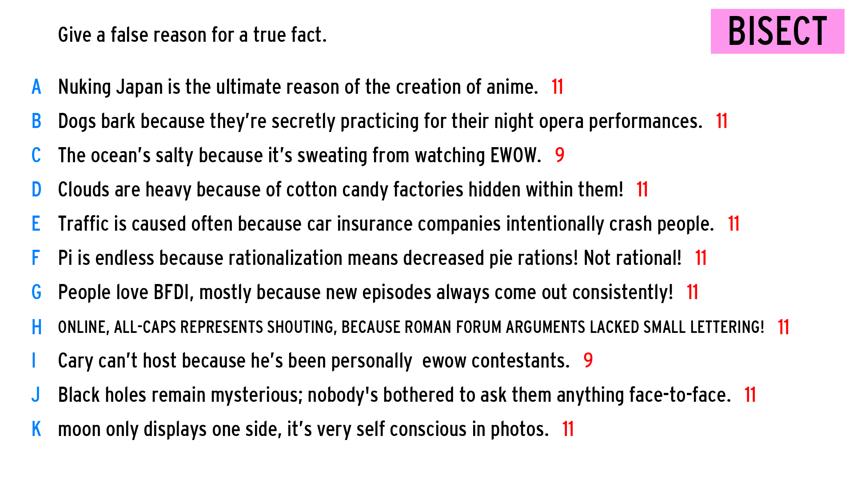 Give a false reason for a true fact.
BISECT
A Nuking Japan is the ultimate reason of the creation of anime. 11
B Dogs bark because they're secretly practicing for their night opera performances. 11
C The ocean's salty because it's sweating from watching EWOW. 9
D Clouds are heavy because of cotton candy factories hidden within them! 11
E Traffic is caused often because car insurance companies intentionally crash people. 11
F Pi is endless because rationalization means decreased pie rations! Not rational! 11
G People love BFDI, mostly because new episodes always come out consistently! 11
H ONLINE, ALL-CAPS REPRESENTS SHOUTING, BECAUSE ROMAN FORUM ARGUMENTS LACKED SMALL LETTERING! 11
I Cary can't host because he's been personally  ewow contestants. 9
J Black holes remain mysterious; nobody's bothered to ask them anything face-to-face. 11
K moon only displays one side, it's very self conscious in photos. 11